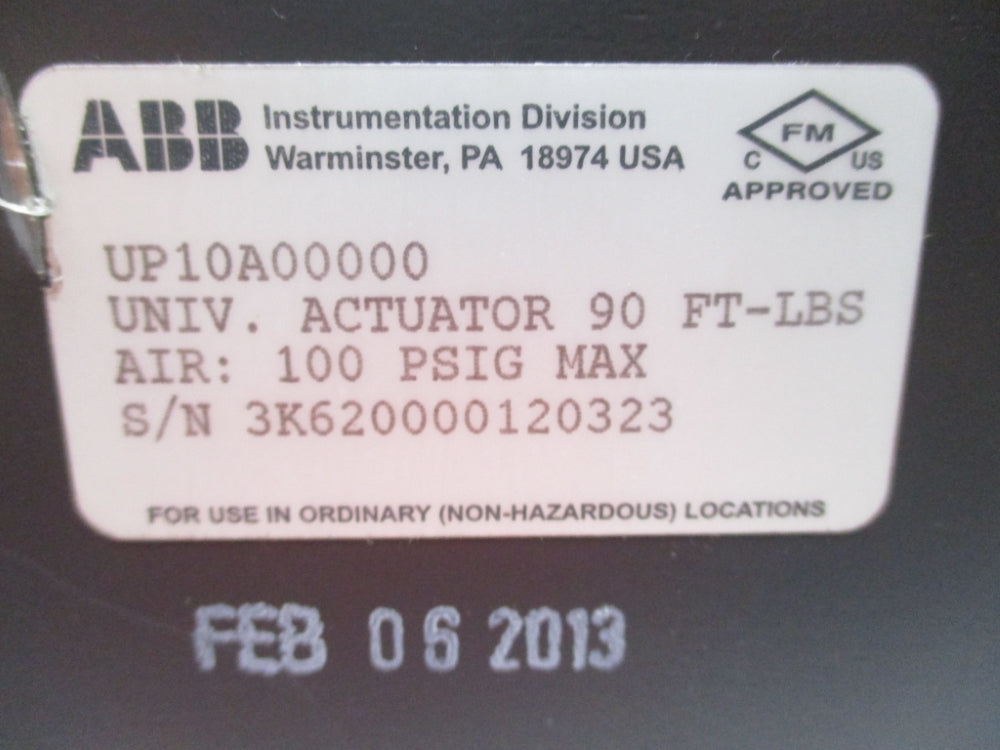 ABB Instrumentation Division
Warminster, PA 18974 USA
FM
C US
APPROVED
UP10A00000
UNIV. ACTUATOR 90 FT-LBS
AIR: 100 PSIG MAX
S/N 3K620000120323
FOR USE IN ORDINARY (NON-HAZARDOUS) LOCATIONS
FEB 06 2013